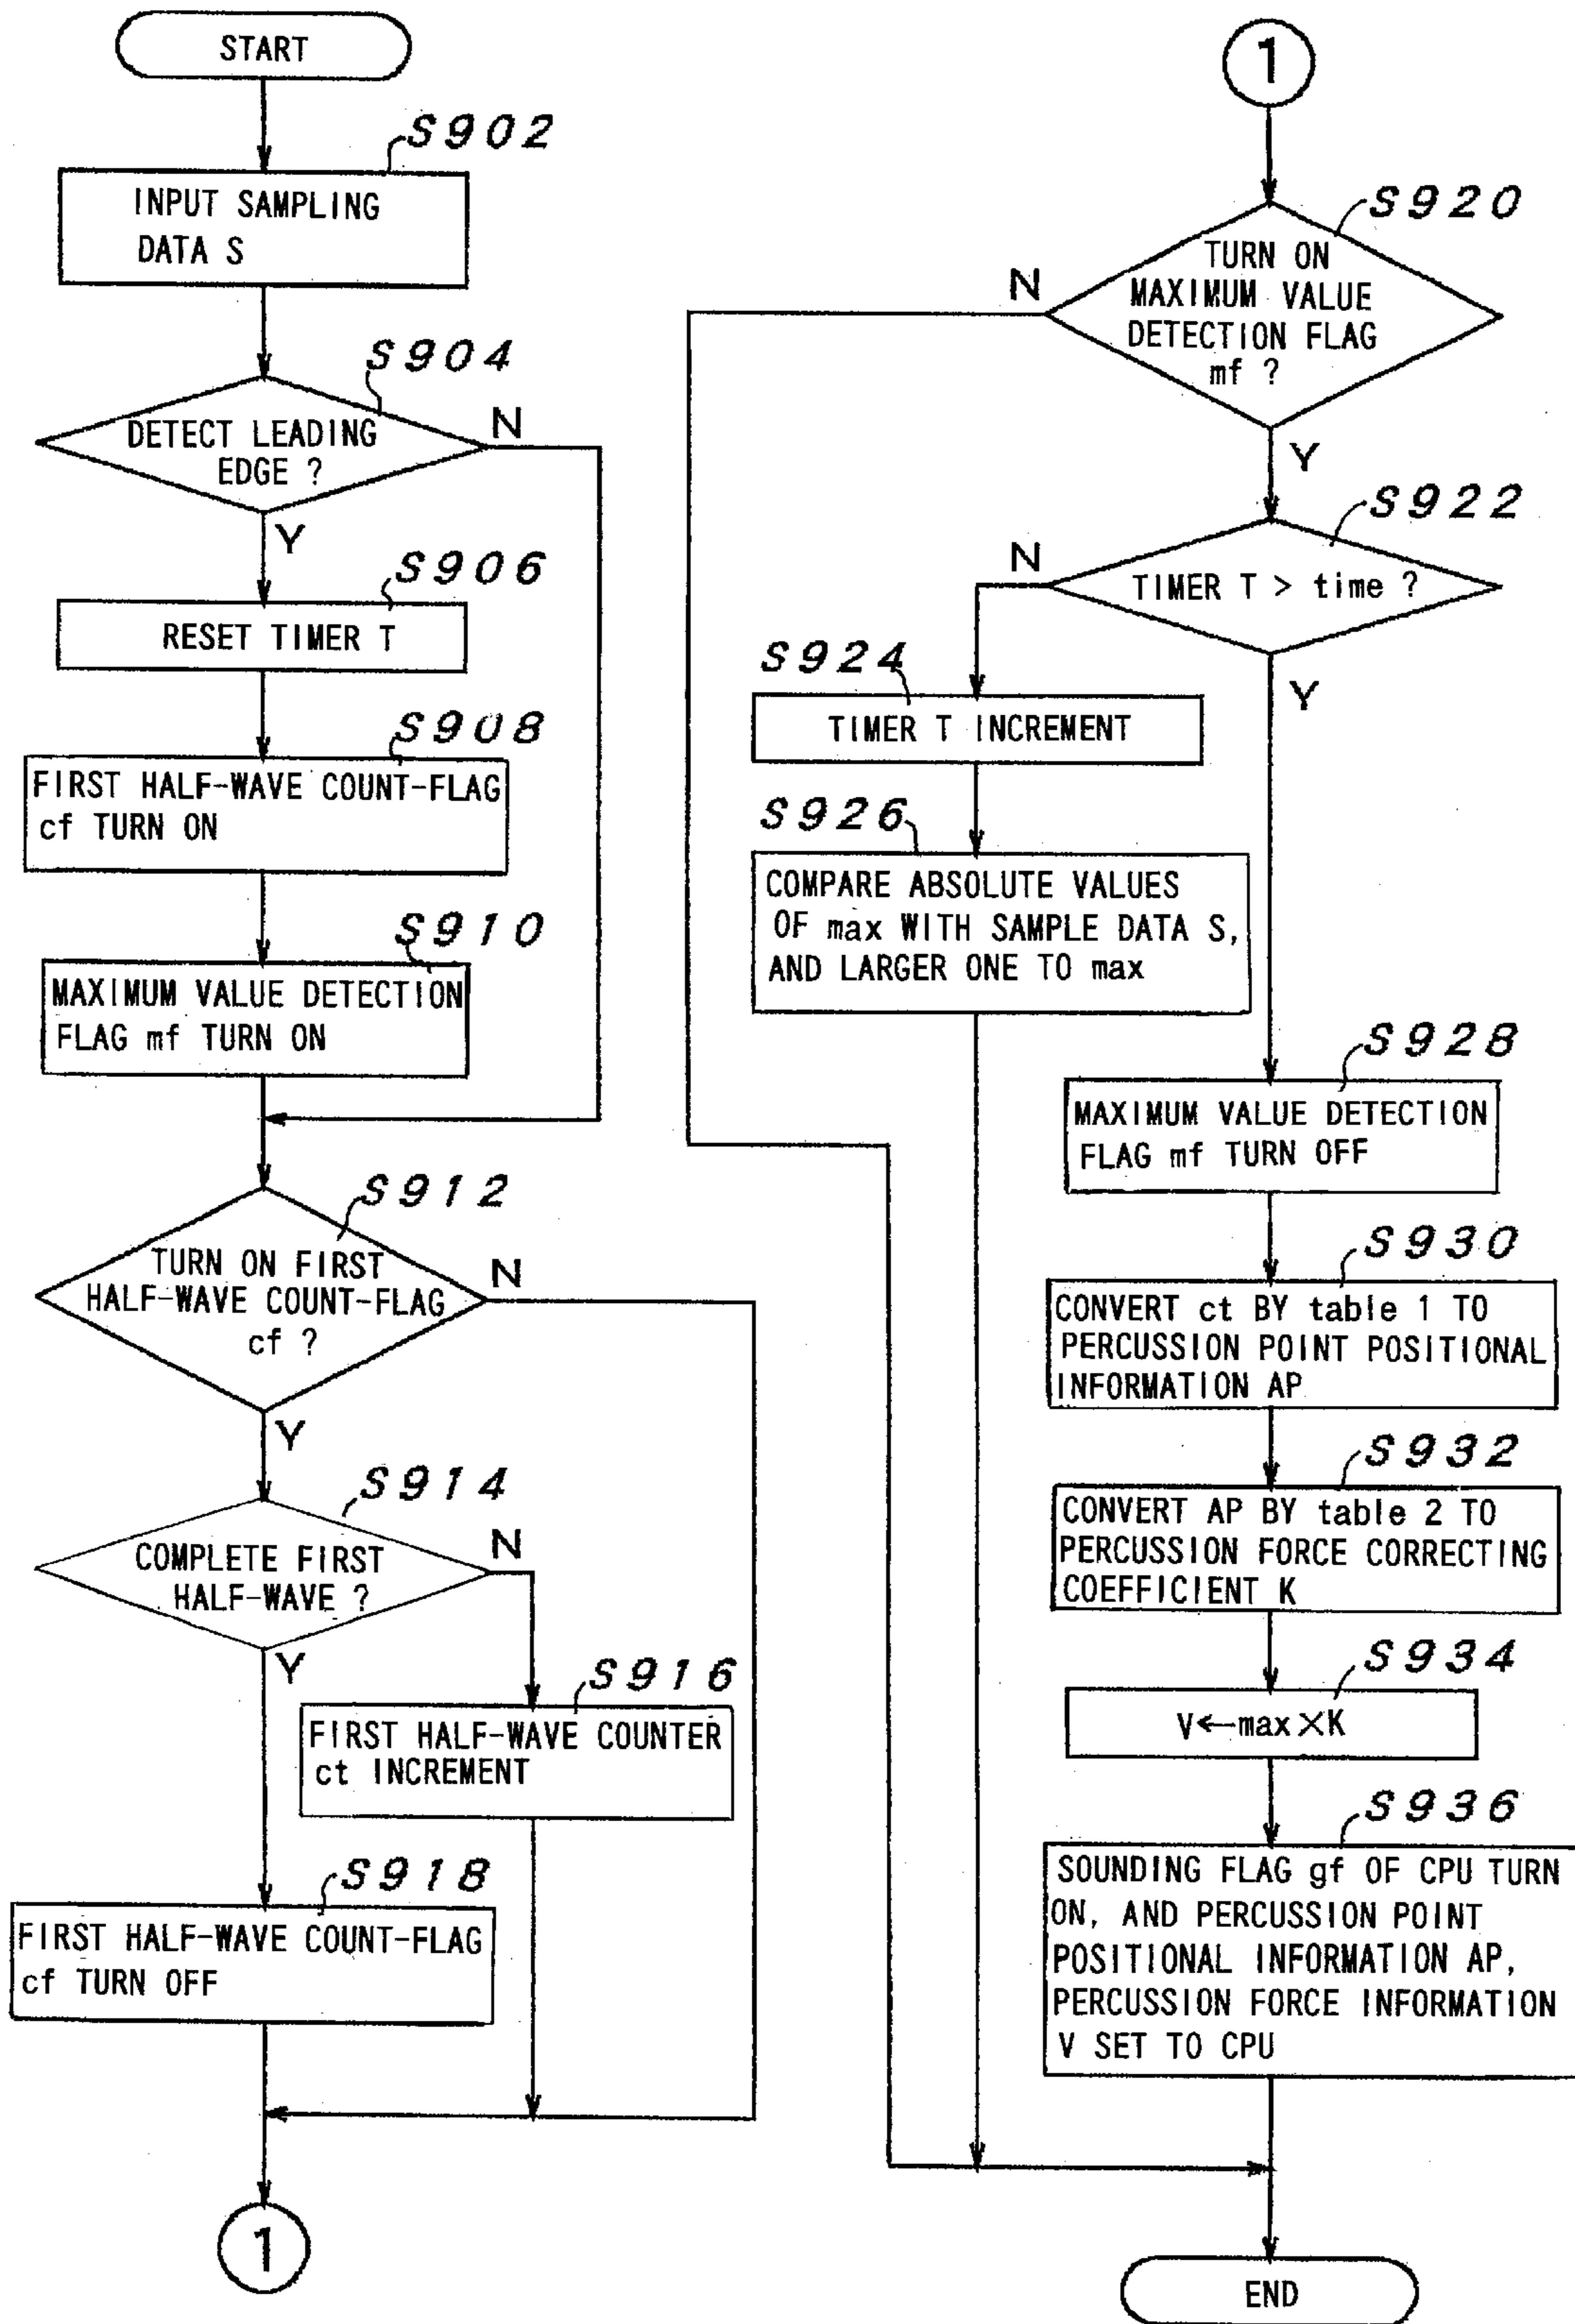 START
S902
INPUT SAMPLING
DATA S
S904
DETECT LEADING
EDGE ?
N
Y
S906
RESET TIMER T
S908
FIRST HALF-WAVE COUNT-FLAG
cf TURN ON
S910
MAXIMUM VALUE DETECTION
FLAG mf TURN ON
S912
TURN ON FIRST
HALF-WAVE COUNT-FLAG
cf ?
N
Y
S914
COMPLETE FIRST
HALF-WAVE ?
N
Y
S916
FIRST HALF-WAVE COUNTER
ct INCREMENT
S918
FIRST HALF-WAVE COUNT-FLAG
cf TURN OFF
1
1
S920
TURN ON
MAXIMUM VALUE
DETECTION FLAG
mf ?
N
Y
S922
TIMER T > time ?
N
Y
S924
TIMER T INCREMENT
S926
COMPARE ABSOLUTE VALUES
OF max WITH SAMPLE DATA S,
AND LARGER ONE TO max
S928
MAXIMUM VALUE DETECTION
FLAG mf TURN OFF
S930
CONVERT ct BY table 1 TO
PERCUSSION POINT POSITIONAL
INFORMATION AP
S932
CONVERT AP BY table 2 TO
PERCUSSION FORCE CORRECTING
COEFFICIENT K
S934
V←max×K
S936
SOUNDING FLAG gf OF CPU TURN
ON, AND PERCUSSION POINT
POSITIONAL INFORMATION AP,
PERCUSSION FORCE INFORMATION
V SET TO CPU
END